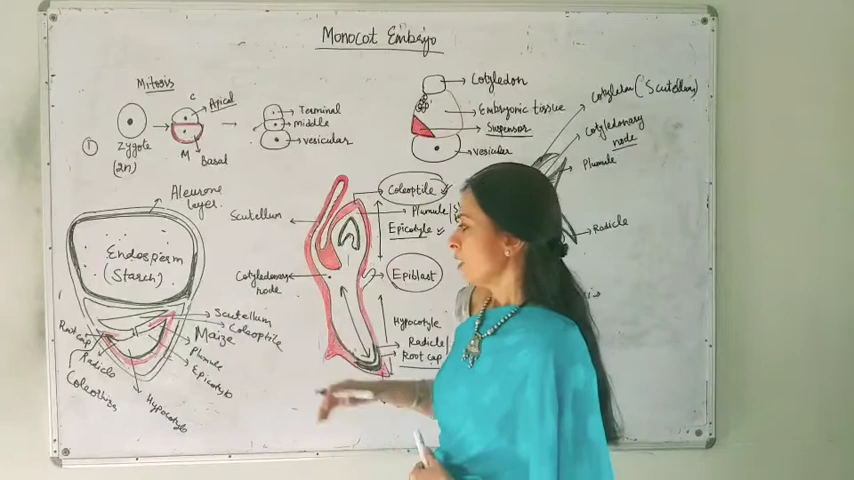 Monocot Embryo
Mitosis
C
Apical
①
Zygote
(2n)
M
Basal
Terminal
middle
vesicular
Cotyledon
Embryonic tissue
Suspensor
vesicular
Cotyledon (Scutellum)
Cotyledonary
node
Plumule
Radicle
Aleurone
layer.
Endosperm
(Starch)
Scutellum
Coleoptile
Maize
Plumule
Epicotyb
Root cap
Radicle
Coleorhiza
Hypocotyb
Scutellum
Cotyledonary
node
Coleoptile
Plumule
Epicotyle
Epiblast
Hypocotyle
Radicle
Root cap